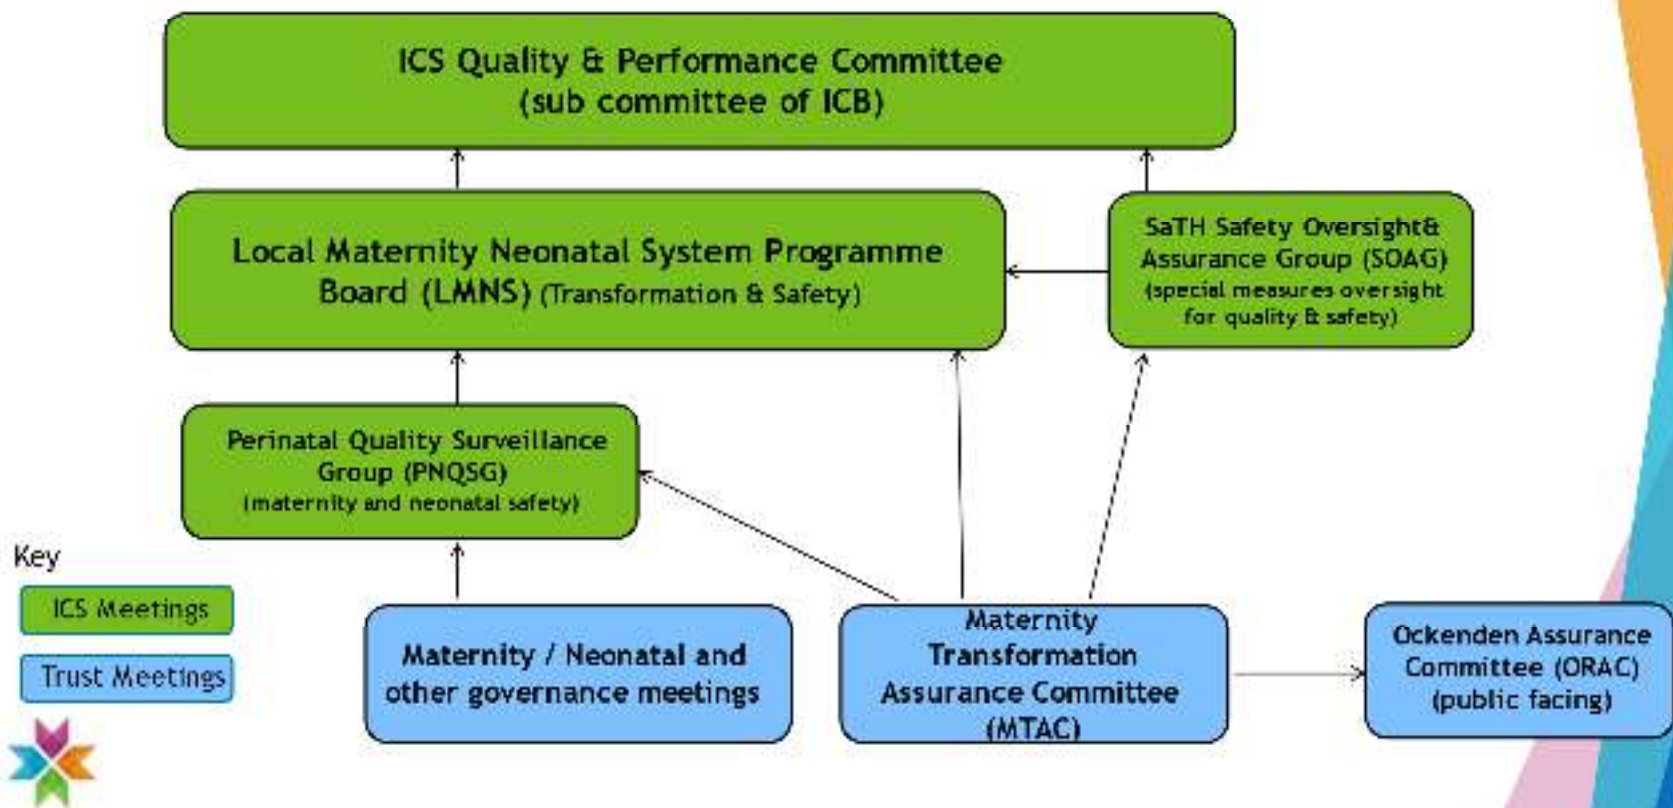 ICS Quality & Performance Committee
(sub committee of ICB)
Local Maternity Neonatal System Programme
Board (LMNS) (Transformation & Safety)
SaTH Safety Oversight&
Assurance Group (SOAG)
(special measures oversight
for quality & safety)
Perinatal Quality Surveillance
Group (PNQSG)
(maternity and neonatal safety)
Key
ICS Meetings
Trust Meetings
Maternity / Neonatal and
other governance meetings
Maternity
Transformation
Assurance Committee
(MTAC)
Ockenden Assurance
Committee (ORAC)
(public facing)